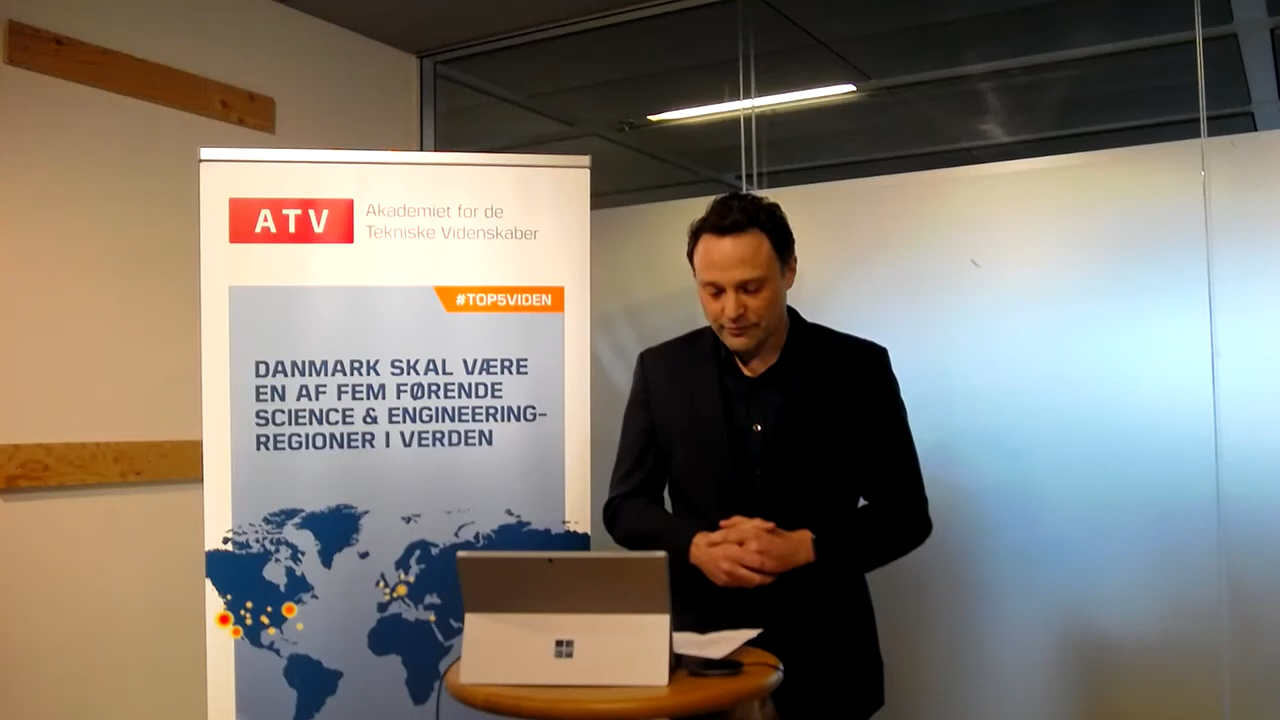 ATV
Akademiet for de
Tekniske Videnskaber
#TOP5VIDEN
DANMARK SKAL VÆRE
EN AF FEM FØRENDE
SCIENCE & ENGINEERING-
REGIONER I VERDEN